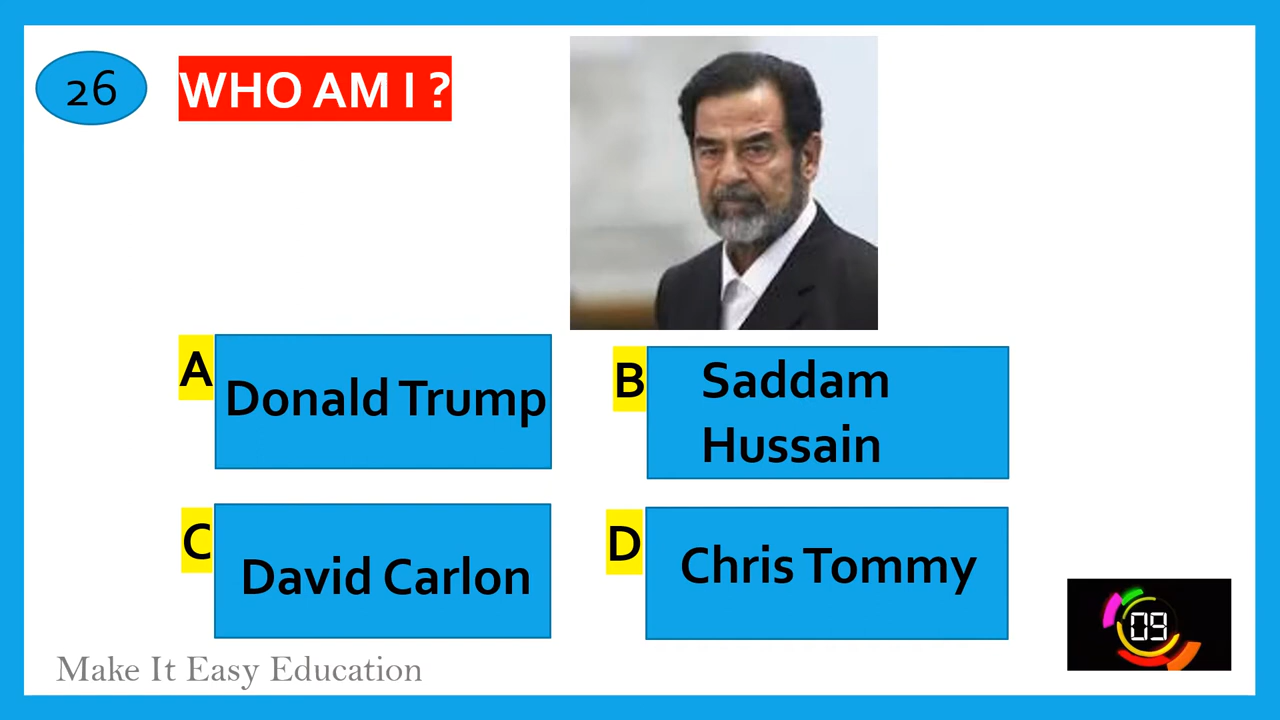 26
WHO AM I ?
A
Donald Trump
B
Saddam
Hussain
C
David Carlon
D
Chris Tommy
09
Make It Easy Education